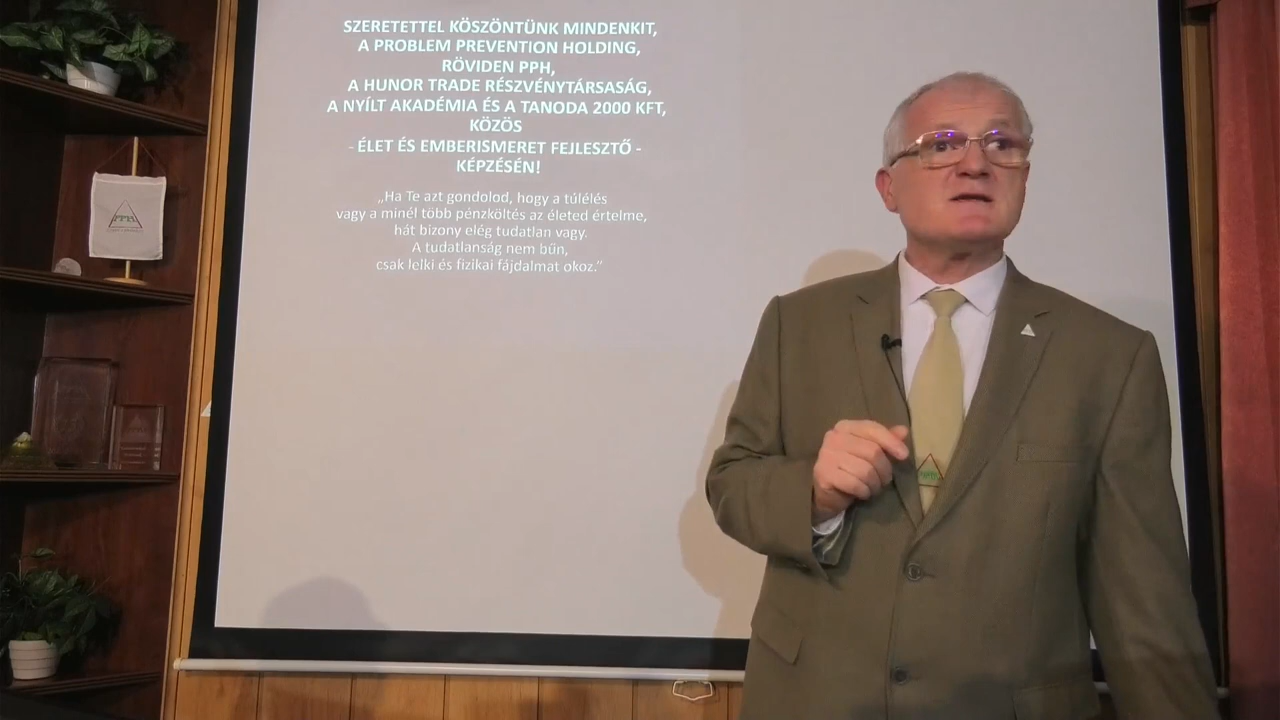 SZERETETTEL KÖSZÖNTÜNK MINDENKIT,
A PROBLEM PREVENTION HOLDING,
RÖVIDEN PPH,
A HUNOR TRADE RÉSZVÉNYTÁRSASÁG,
A NYÍLT AKADÉMIA ÉS A TANODA 2000 KFT,
KÖZÖS
- ÉLET ÉS EMBERISMERET FEJLESZTŐ -
KÉPZÉSÉN!
„Ha Te azt gondolod, hogy a túlélés
vagy a minél több pénzköltés az életed értelme,
hát bizony elég tudatlan vagy.
A tudatlanság nem bűn,
csak lelki és fizikai fájdalmat okoz.”